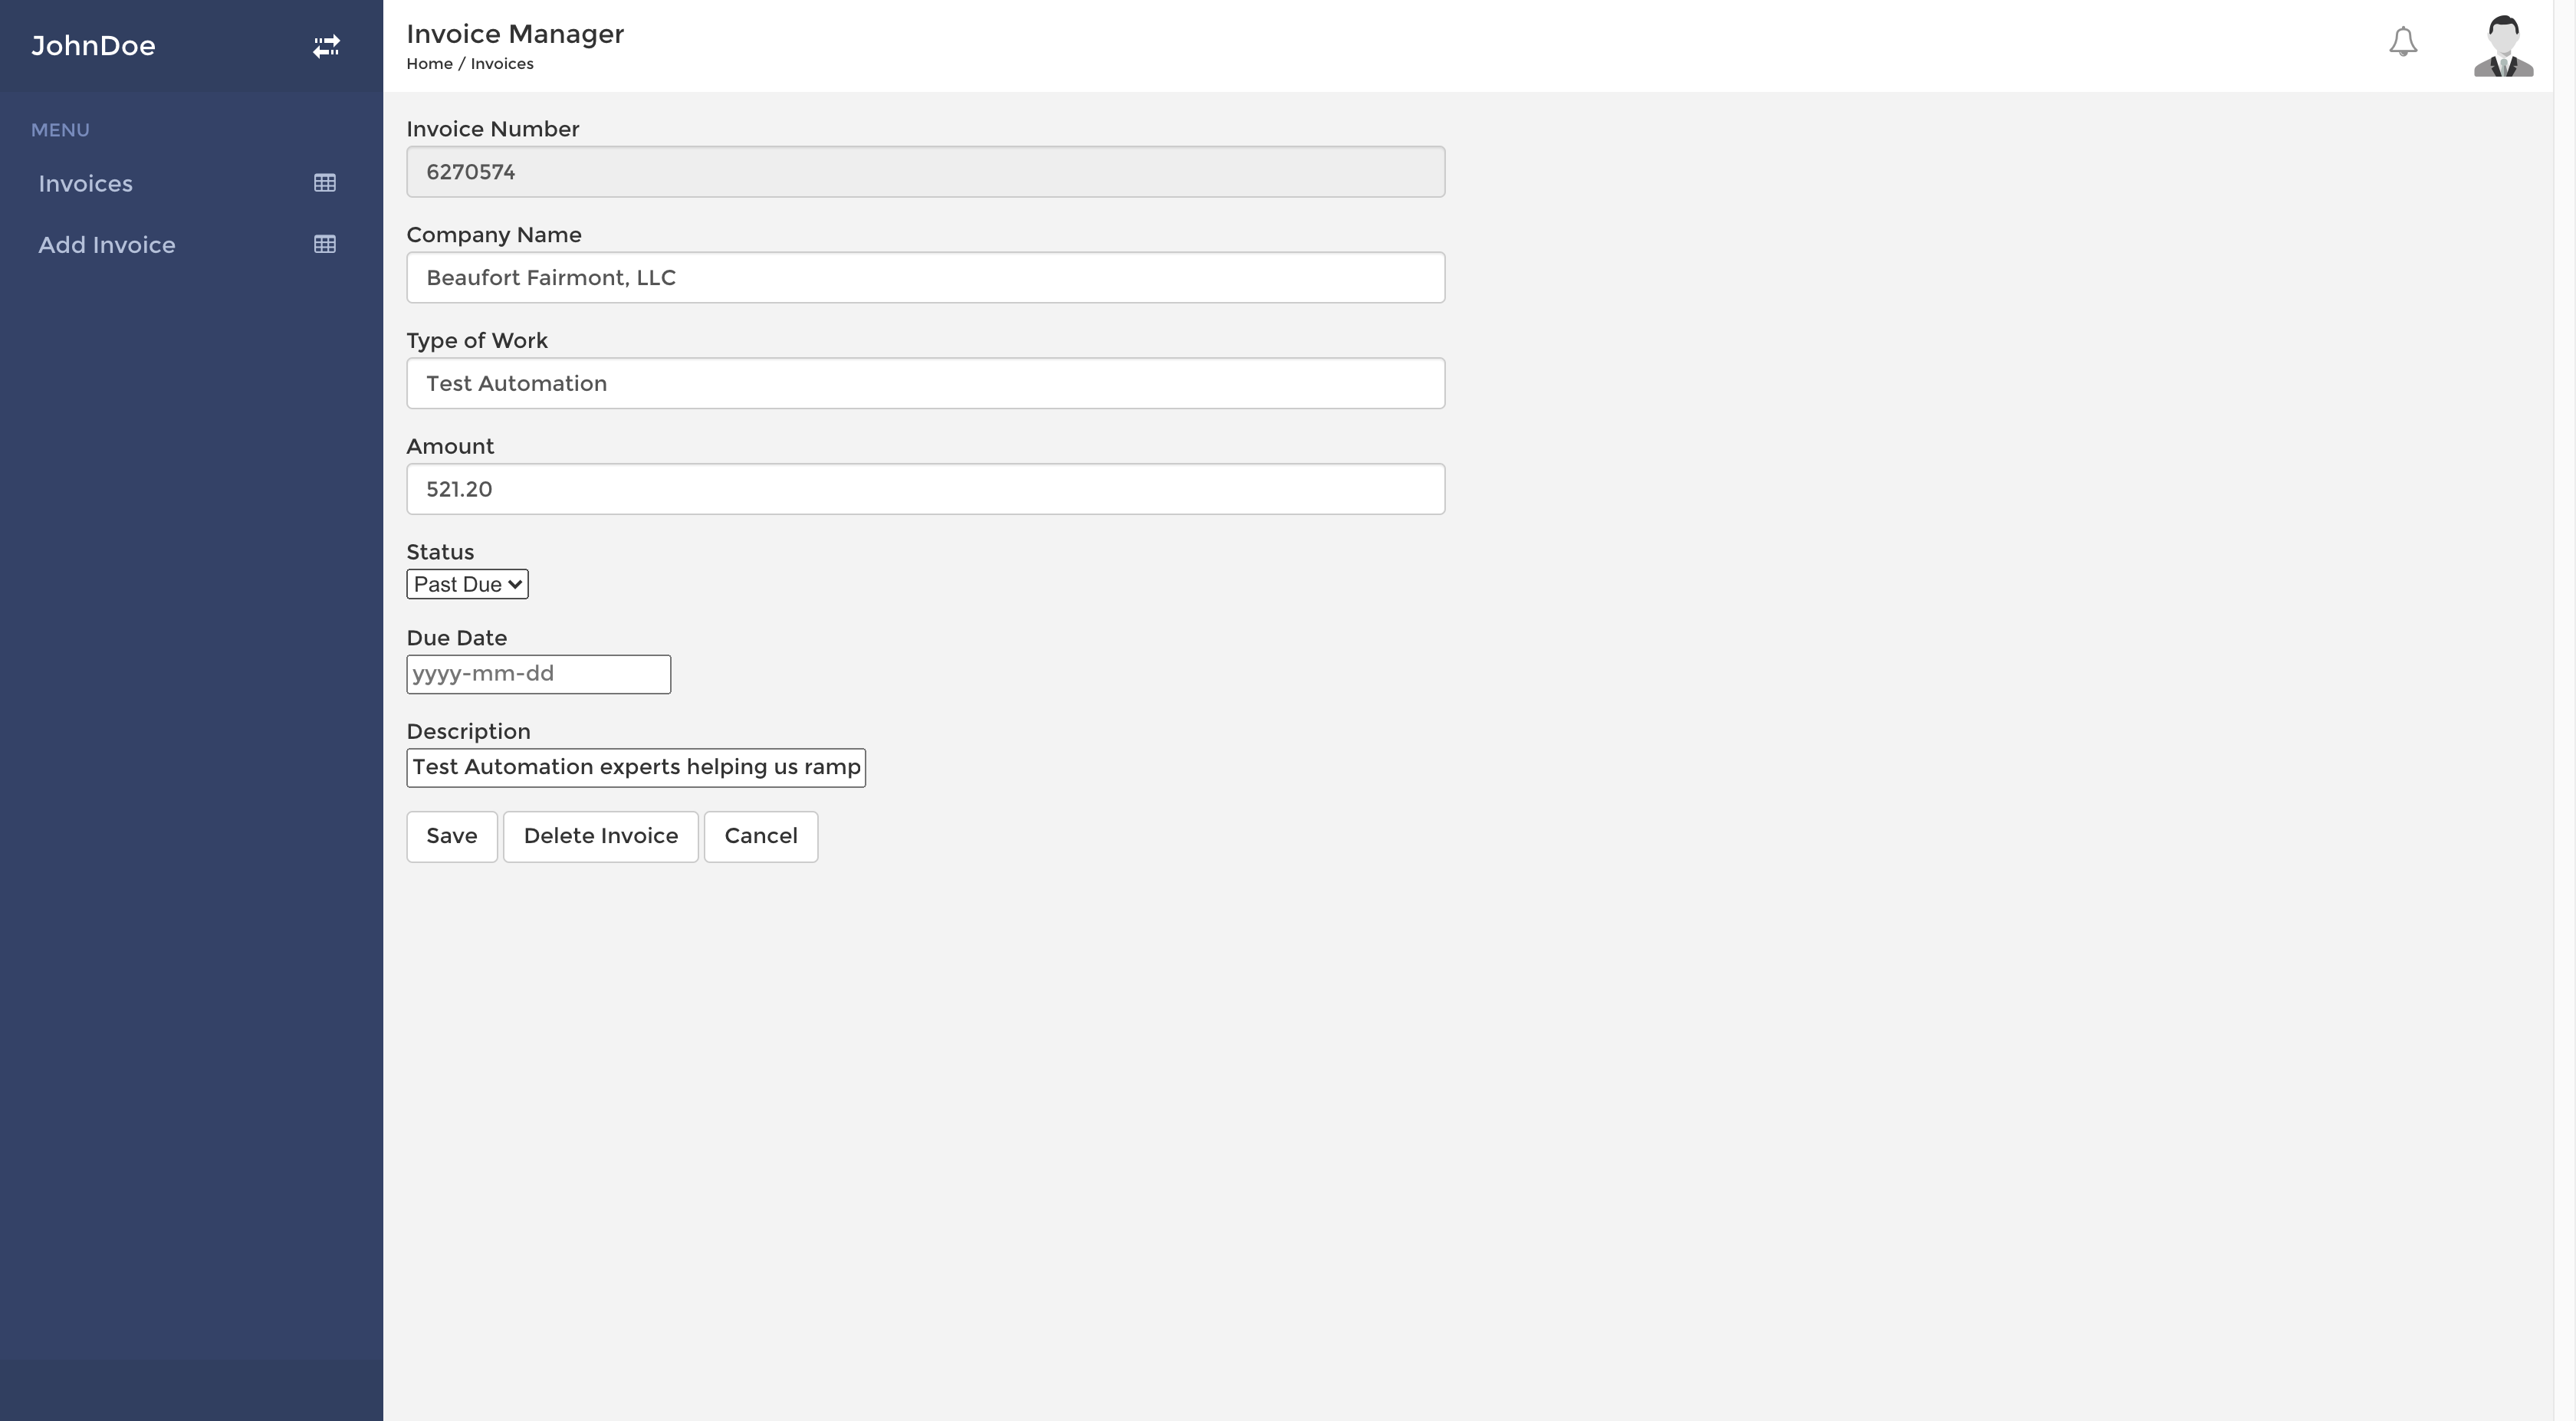 JohnDoe
MENU
Invoices
Add Invoice
Invoice Manager
Home / Invoices
Invoice Number
6270574
Company Name
Beaufort Fairmont, LLC
Type of Work
Test Automation
Amount
521.20
Status
Past Due
Due Date
yyyy-mm-dd
Description
Test Automation experts helping us ramp
Save
Delete Invoice
Cancel